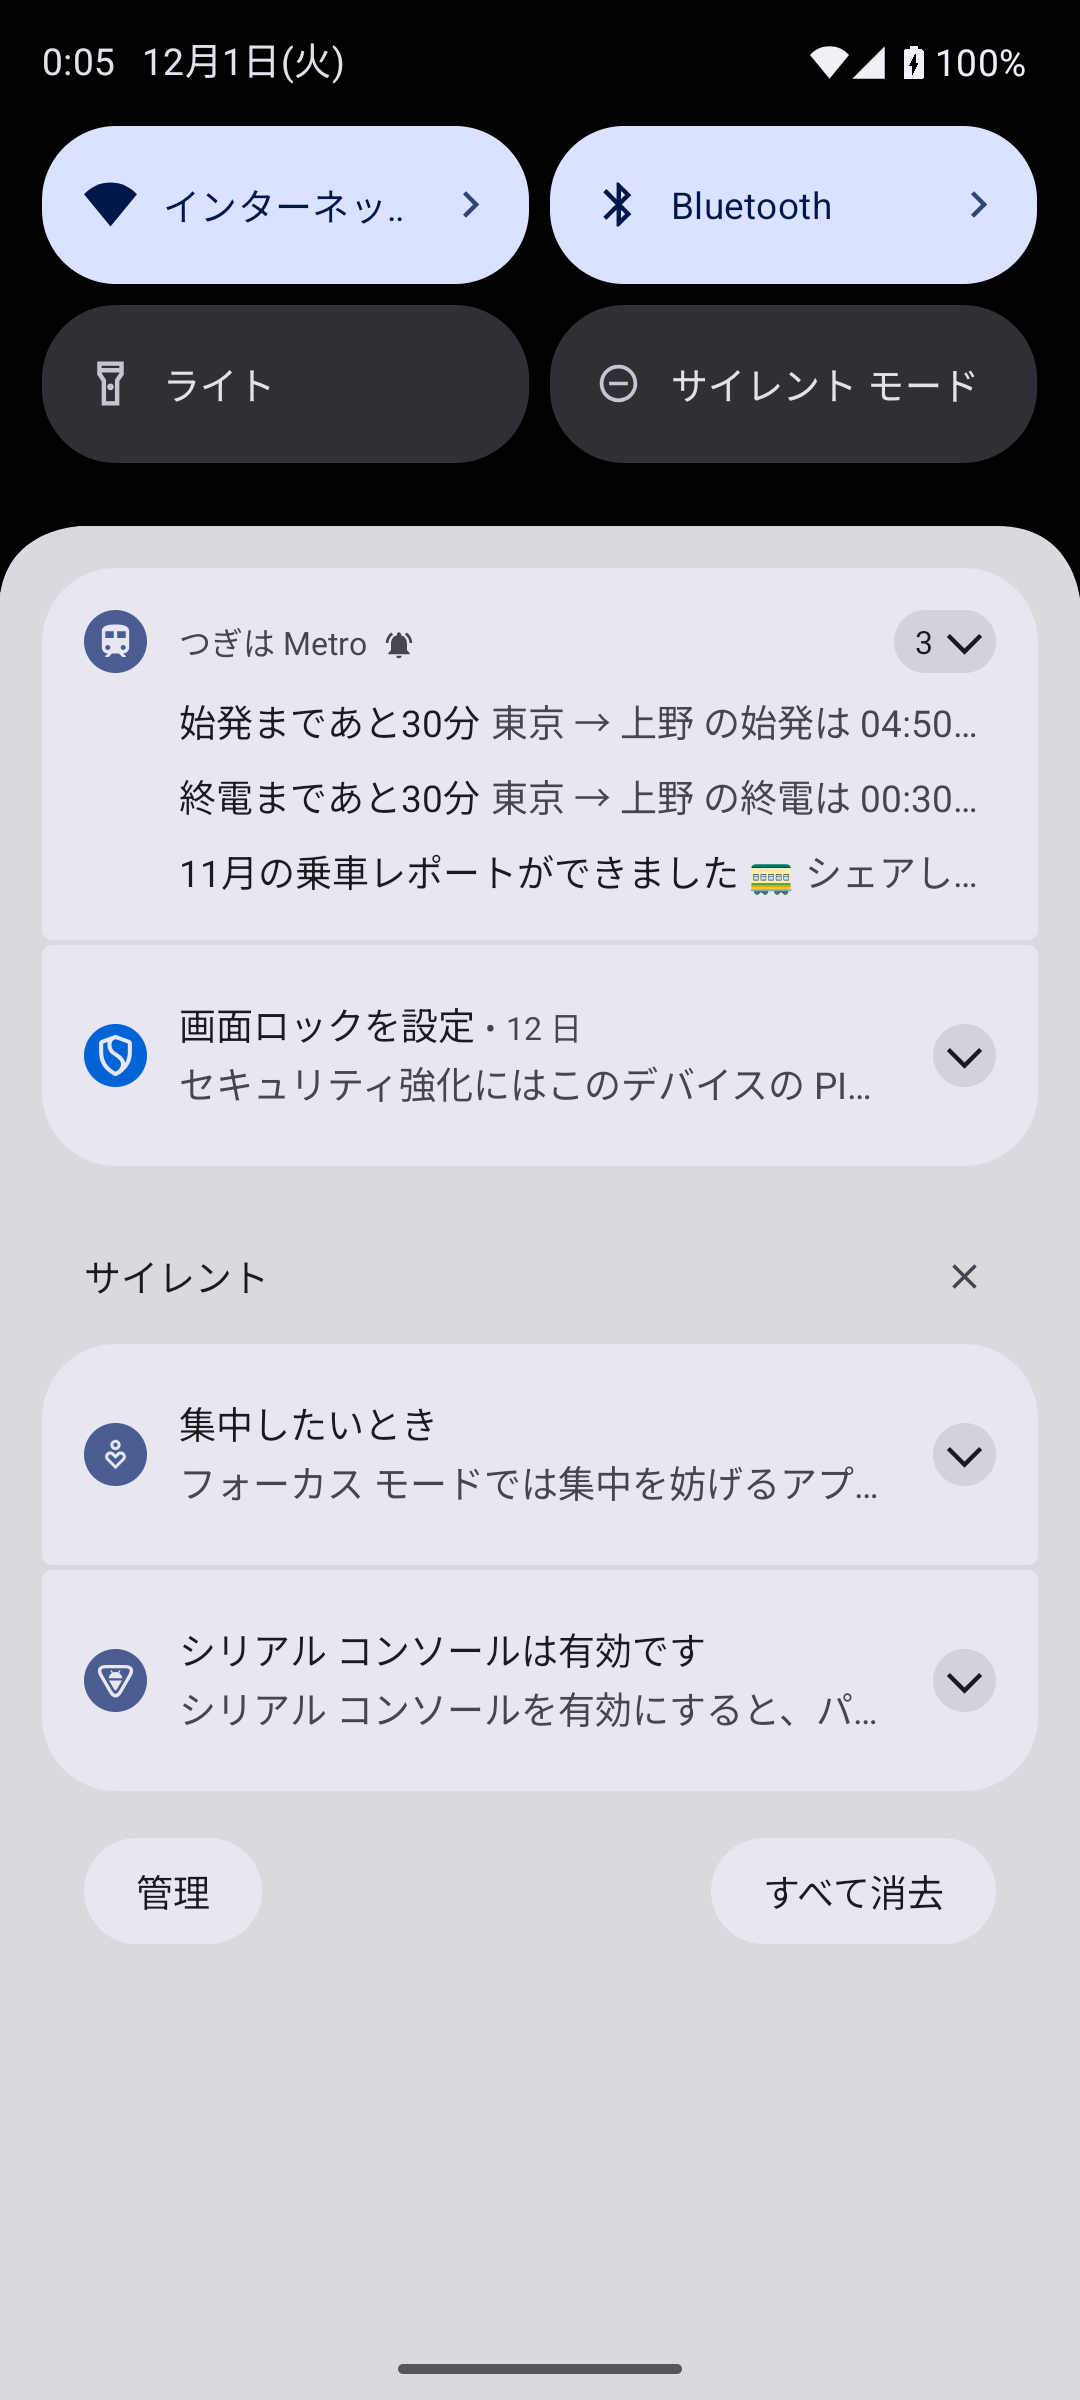 0:05 12月1日(火) 100%
インターネッ..
Bluetooth
ライト
サイレント モード
つぎは Metro 3
始発まであと30分 東京 → 上野 の始発は 04:50…
終電まであと30分 東京 → 上野 の終電は 00:30…
11月の乗車レポートができました 🚃 シェアし…
画面ロックを設定 • 12 日
セキュリティ強化にはこのデバイスの PI…
サイレント
集中したいとき
フォーカス モードでは集中を妨げるアプ…
シリアル コンソールは有効です
シリアル コンソールを有効にすると、パ…
管理
すべて消去